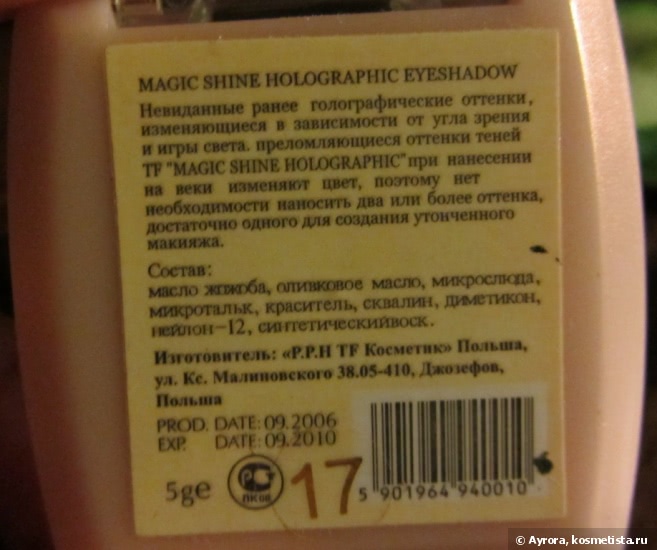 MAGIC SHINE HOLOGRAPHIC EYESHADOW
Невиданные ранее голографические оттенки,
изменяющиеся в зависимости от угла зрения
и игры света. преломляющиеся оттенки теней
TF "MAGIC SHINE HOLOGRAPHIC"при нанесении
на веки изменяют цвет, поэтому нет
необходимости наносить два или более оттенка,
достаточно одного для создания утонченного
макияжа.
Состав:
масло жожоба, оливковое масло, микрослюда,
микротальк, краситель, сквалин, диметикон,
нейлон-12, синтетическийвоск.
Изготовитель: «P.P.H TF Косметик» Польша,
ул. Кс. Малиновского 38.05-410, Джозефов,
Польша
PROD. DATE: 09.2006
EXP. DATE: 09.2010
5g℮
РСТ
ПК08
17
5 901964 940010
© Ayrora, kosmetista.ru